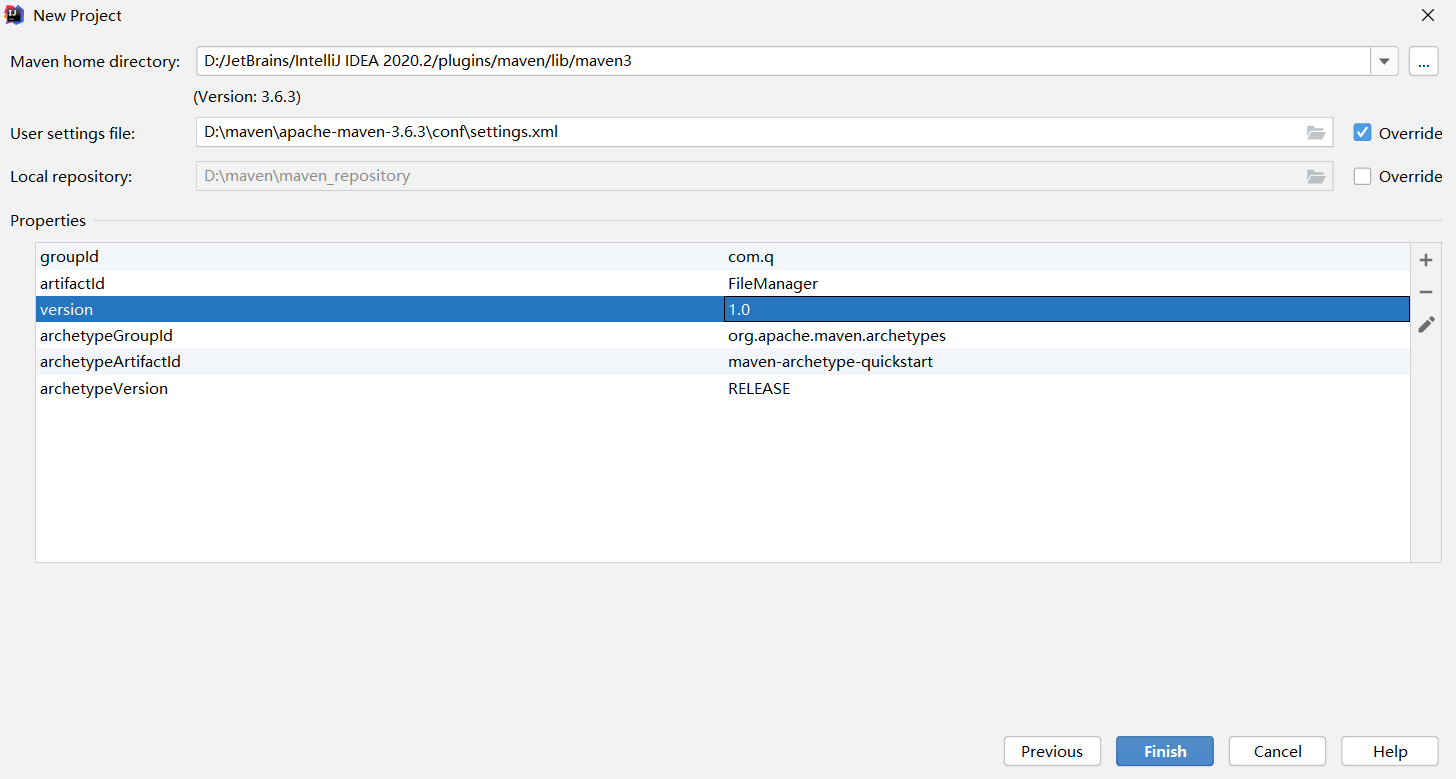 New Project
Maven home directory: D:/JetBrains/IntelliJ IDEA 2020.2/plugins/maven/lib/maven3 ...
(Version: 3.6.3)
User settings file: D:\maven\apache-maven-3.6.3\conf\settings.xml Override
Local repository: D:\maven\maven_repository Override
Properties
groupId com.q
artifactId FileManager
version 1.0
archetypeGroupId org.apache.maven.archetypes
archetypeArtifactId maven-archetype-quickstart
archetypeVersion RELEASE
Previous Finish Cancel Help